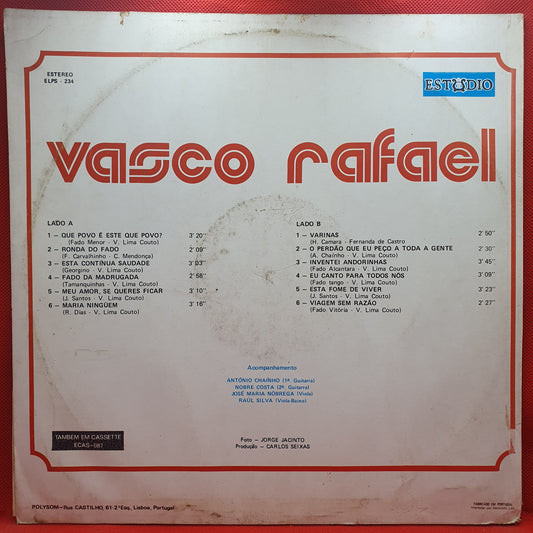 ESTEREO
ELPS - 234
ESTÚDIO
vasco rafael
LADO A
1 – QUE POVO É ESTE QUE POVO? 3' 20"
(Fado Menor - V. Lima Couto)
2 – RONDA DO FADO 2' 09"
(F. Carvalhinho - C. Mendonça)
3 – ESTA CONTÍNUA SAUDADE 3' 03"
(Georgino - V. Lima Couto)
4 – FADO DA MADRUGADA 2' 58"
(Tamanquinhas - V. Lima Couto)
5 – MEU AMOR, SE QUERES FICAR 3' 10"
(J. Santos - V. Lima Couto)
6 – MARIA NINGUÉM 3' 16"
(R. Dias - V. Lima Couto)
LADO B
1 – VARINAS 2' 50"
(H. Camara - Fernanda de Castro)
2 – O PERDÃO QUE EU PEÇO A TODA A GENTE 2' 30"
(A. Chaínho - V. Lima Couto)
3 – INVENTEI ANDORINHAS 3' 45"
(Fado Alcantara - V. Lima Couto)
4 – EU CANTO PARA TODOS NÓS 3' 09"
(Fado tango - V. Lima Couto)
5 – ESTA FOME DE VIVER 3' 23"
(J. Santos - V. Lima Couto)
6 – VIAGEM SEM RAZÃO 2' 27"
(Fado Vitória - V. Lima Couto)
Acompanhamento
ANTÓNIO CHAÍNHO (1ª. Guitarra)
NOBRE COSTA (2ª. Guitarra)
JOSÉ MARIA NÓBREGA (Viola)
RAÚL SILVA (Viola-Baixo)
Foto – JORGE JACINTO
Produção – CARLOS SEIXAS
TAMBEM EM CASSETTE
ECAS-087
POLYSOM–Rua CASTILHO, 61-2ºEsq., Lisboa, Portugal
FABRICADO EM PORTUGAL